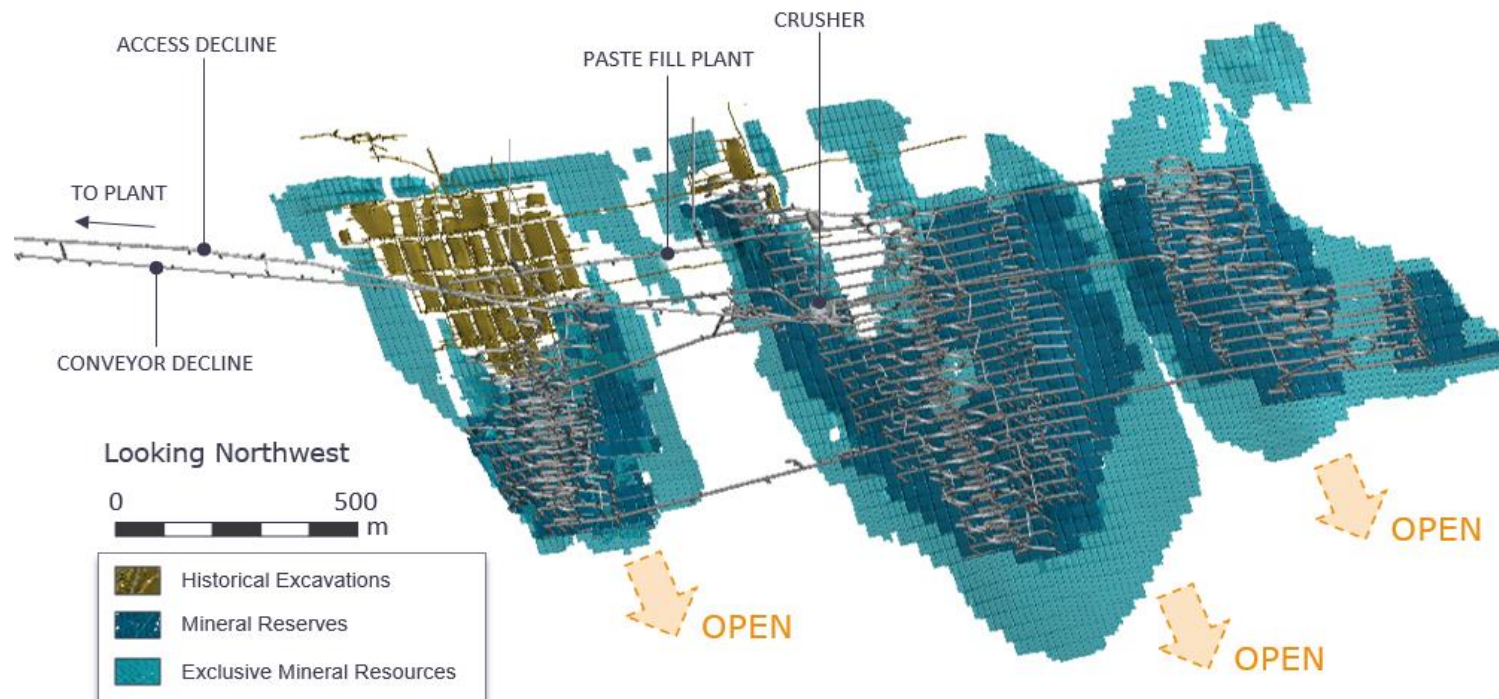 CRUSHER
ACCESS DECLINE
PASTE FILL PLANT
TO PLANT
CONVEYOR DECLINE
Looking Northwest
0 500
m
Historical Excavations
Mineral Reserves
Exclusive Mineral Resources
OPEN
OPEN
OPEN